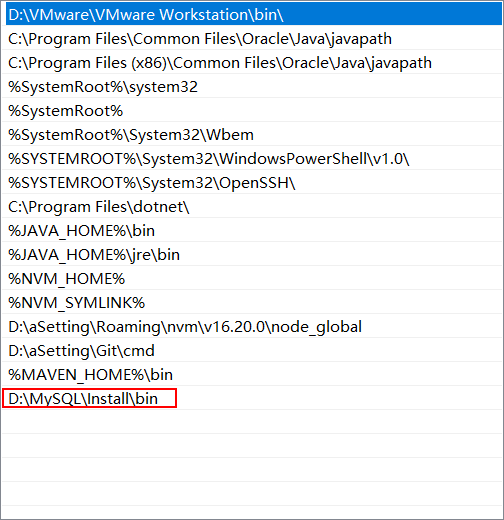 D:\VMware\VMware Workstation\bin\
C:\Program Files\Common Files\Oracle\Java\javapath
C:\Program Files (x86)\Common Files\Oracle\Java\javapath
%SystemRoot%\system32
%SystemRoot%
%SystemRoot%\System32\Wbem
%SYSTEMROOT%\System32\WindowsPowerShell\v1.0\
%SYSTEMROOT%\System32\OpenSSH\
C:\Program Files\dotnet\
%JAVA_HOME%\bin
%JAVA_HOME%\jre\bin
%NVM_HOME%
%NVM_SYMLINK%
D:\aSetting\Roaming\nvm\v16.20.0\node_global
D:\aSetting\Git\cmd
%MAVEN_HOME%\bin
D:\MySQL\Install\bin